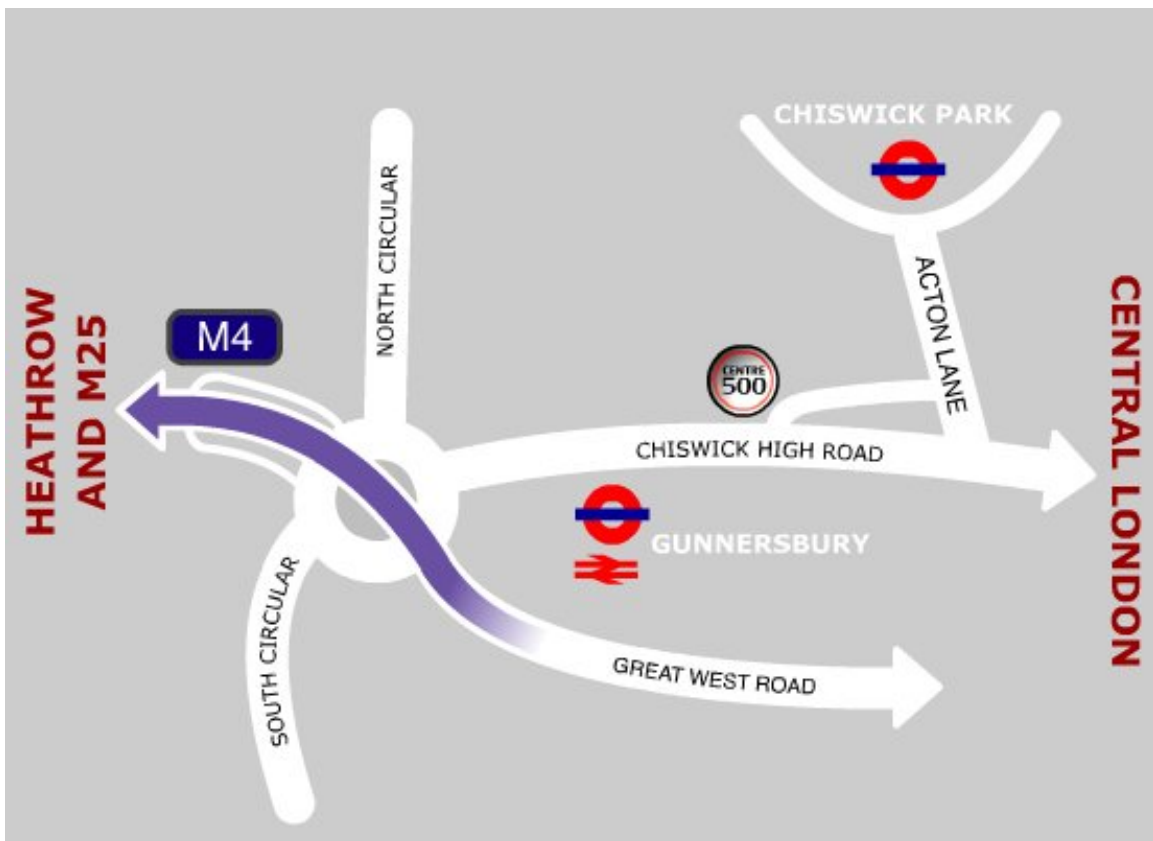 CHISWICK PARK
NORTH CIRCULAR
ACTON LANE
HEATHROW
AND M25
M4
CENTRE
500
CENTRAL LONDON
CHISWICK HIGH ROAD
GUNNERSBURY
SOUTH CIRCULAR
GREAT WEST ROAD